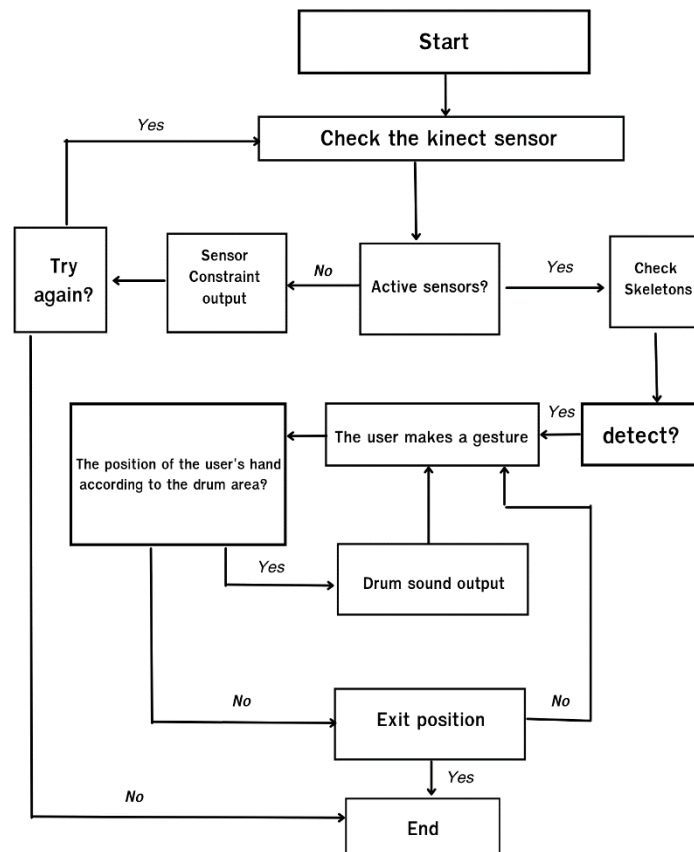 Start
Yes
Check the kinect sensor
Try
again?
Sensor
Constraint
output
No
Active sensors?
Yes
Check
Skeletons
The position of the user's hand
according to the drum area?
The user makes a gesture
Yes
detect?
Yes
Drum sound output
No
Exit position
No
Yes
No
End